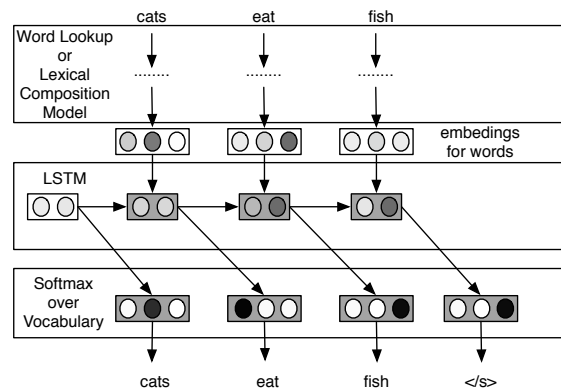 cats eat fish
Word Lookup
or
Lexical
Composition
Model
embedings
for words
LSTM
Softmax
over
Vocabulary
cats eat fish </s>